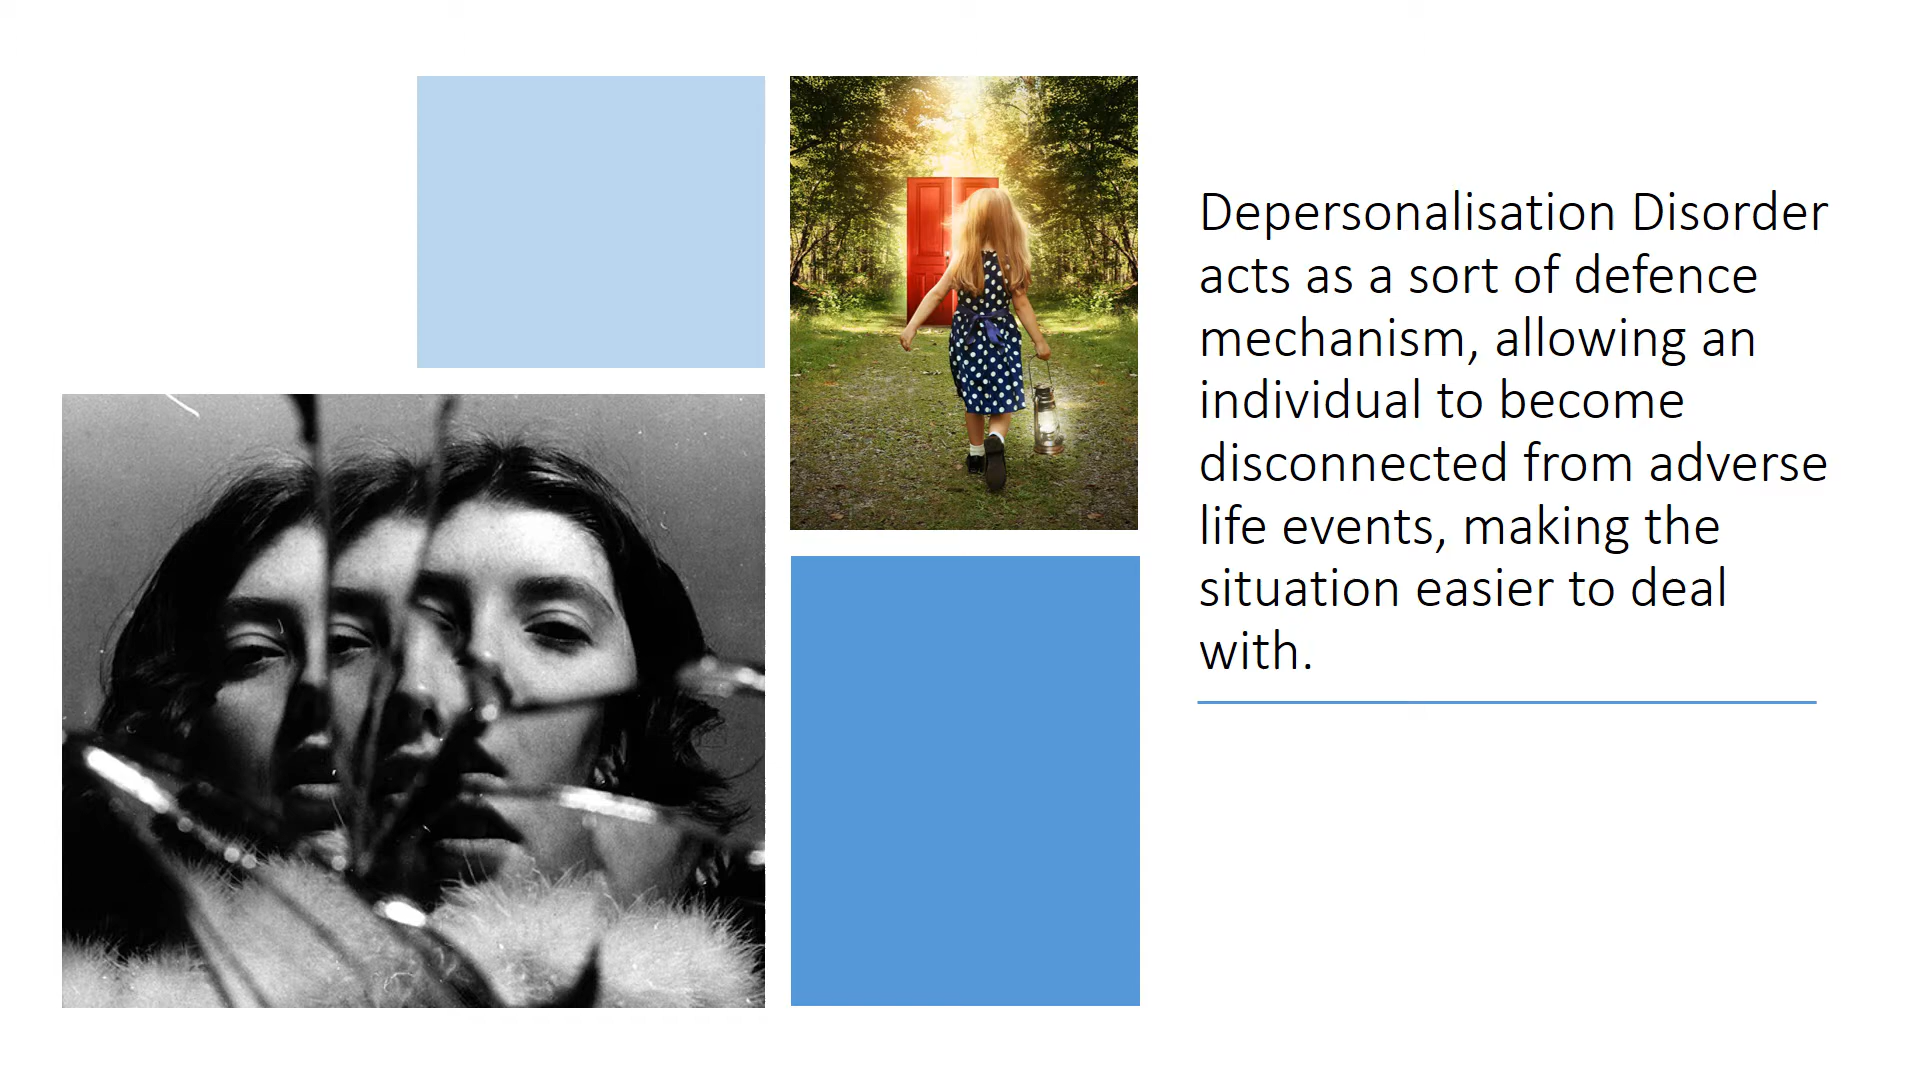 Depersonalisation Disorder
acts as a sort of defence
mechanism, allowing an
individual to become
disconnected from adverse
life events, making the
situation easier to deal
with.